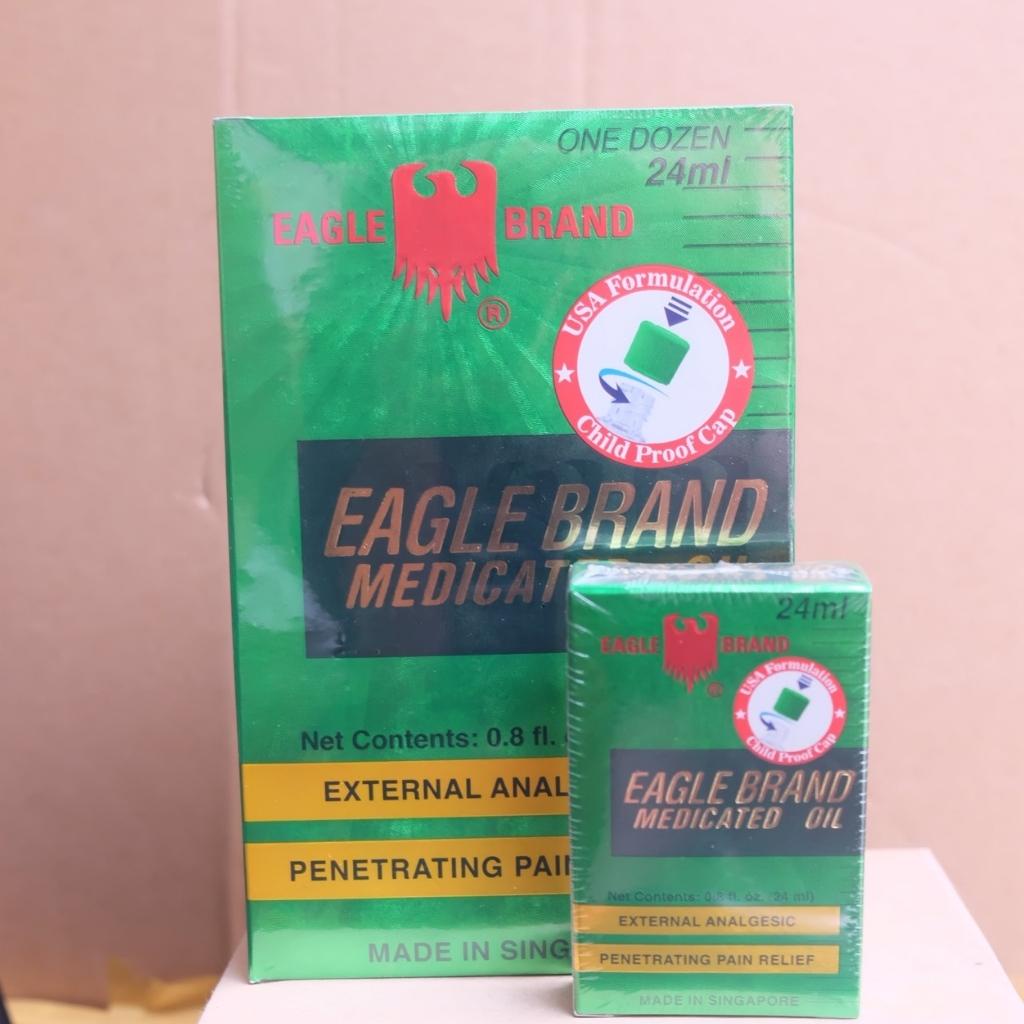 ONE DOZEN
24ml
EAGLE BRAND
®
USA Formulation
Child Proof Cap
EAGLE BRAND
MEDICAT
Net Contents: 0.8 fl.
EXTERNAL ANAL
PENETRATING PAI
MADE IN SING
24ml
EAGLE BRAND
®
USA Formulation
Child Proof Cap
EAGLE BRAND
MEDICATED OIL
Net Contents: 0.8 fl. oz. (24 ml)
EXTERNAL ANALGESIC
PENETRATING PAIN RELIEF
MADE IN SINGAPORE